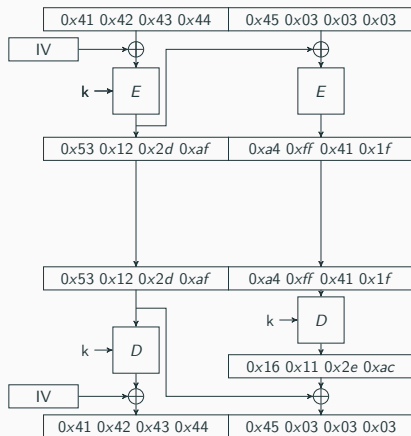 0x41 0x42 0x43 0x44 0x45 0x03 0x03 0x03
IV
k E E
0x53 0x12 0x2d 0xaf 0xa4 0xff 0x41 0x1f
0x53 0x12 0x2d 0xaf 0xa4 0xff 0x41 0x1f
k D
k D
0x16 0x11 0x2e 0xac
IV
0x41 0x42 0x43 0x44 0x45 0x03 0x03 0x03